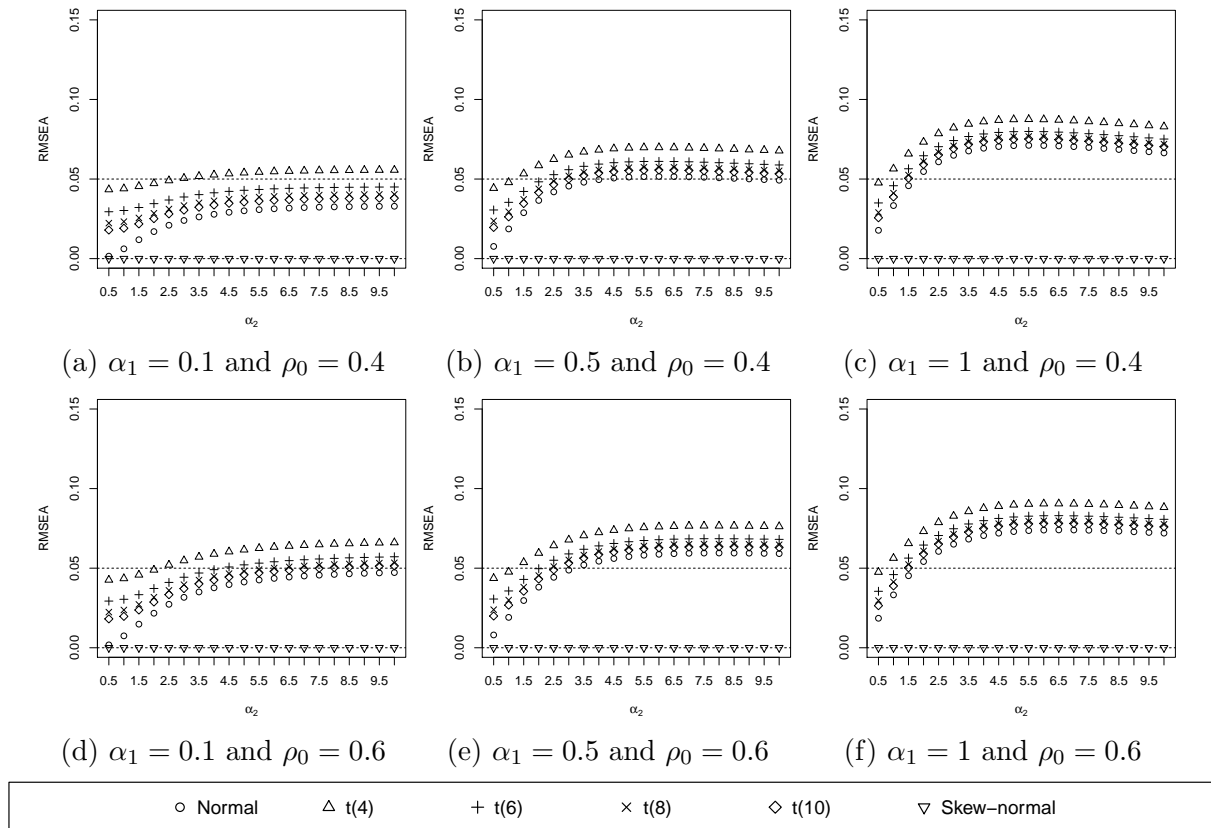 0.15
0.10
0.05
0.00
RMSEA
0.5 1.5 2.5 3.5 4.5 5.5 6.5 7.5 8.5 9.5
α₂
(a) α₁ = 0.1 and ρ₀ = 0.4
0.15
0.10
0.05
0.00
RMSEA
0.5 1.5 2.5 3.5 4.5 5.5 6.5 7.5 8.5 9.5
α₂
(b) α₁ = 0.5 and ρ₀ = 0.4
0.15
0.10
0.05
0.00
RMSEA
0.5 1.5 2.5 3.5 4.5 5.5 6.5 7.5 8.5 9.5
α₂
(c) α₁ = 1 and ρ₀ = 0.4
0.15
0.10
0.05
0.00
RMSEA
0.5 1.5 2.5 3.5 4.5 5.5 6.5 7.5 8.5 9.5
α₂
(d) α₁ = 0.1 and ρ₀ = 0.6
0.15
0.10
0.05
0.00
RMSEA
0.5 1.5 2.5 3.5 4.5 5.5 6.5 7.5 8.5 9.5
α₂
(e) α₁ = 0.5 and ρ₀ = 0.6
0.15
0.10
0.05
0.00
RMSEA
0.5 1.5 2.5 3.5 4.5 5.5 6.5 7.5 8.5 9.5
α₂
(f) α₁ = 1 and ρ₀ = 0.6
Normal t(4) t(6) t(8) t(10) Skew−normal